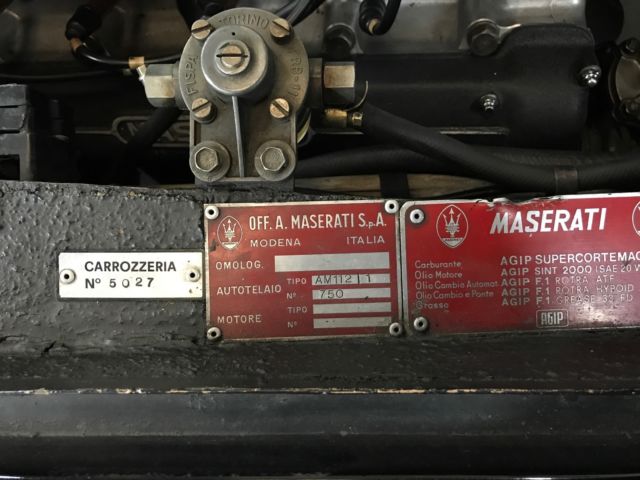 TORINO
FISPA
CARROZZERIA
Nº 5027
OFF. A. MASERATI S.p.A.
MODENA ITALIA
OMOLOG.
AUTOTELAIO TIPO AM112 | 1
Nº 750
MOTORE TIPO
Nº
MASERATI
Carburante AGIP SUPERCORTEMAG
Olio Motore AGIP SINT 2000 (SAE 20 W
Olio Cambio Automat. AGIP F.1 ROTRA ATF
Olio Cambio e Ponte AGIP F.1 ROTRA HYPOID
Grasso AGIP F.1 GREASE 33 FD
AGIP